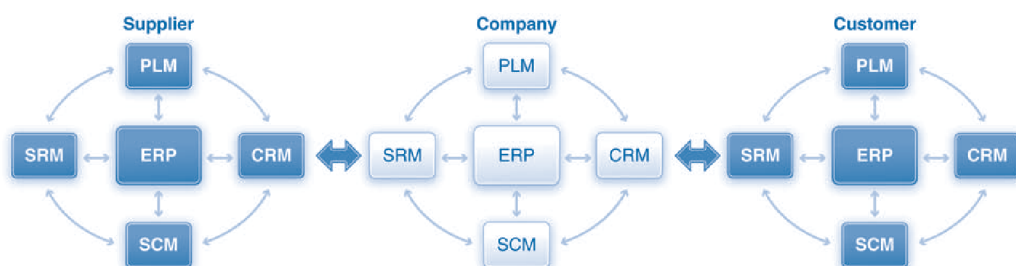 Supplier
Company
Customer
PLM
PLM
PLM
SRM
ERP
CRM
SRM
ERP
CRM
SRM
ERP
CRM
SCM
SCM
SCM